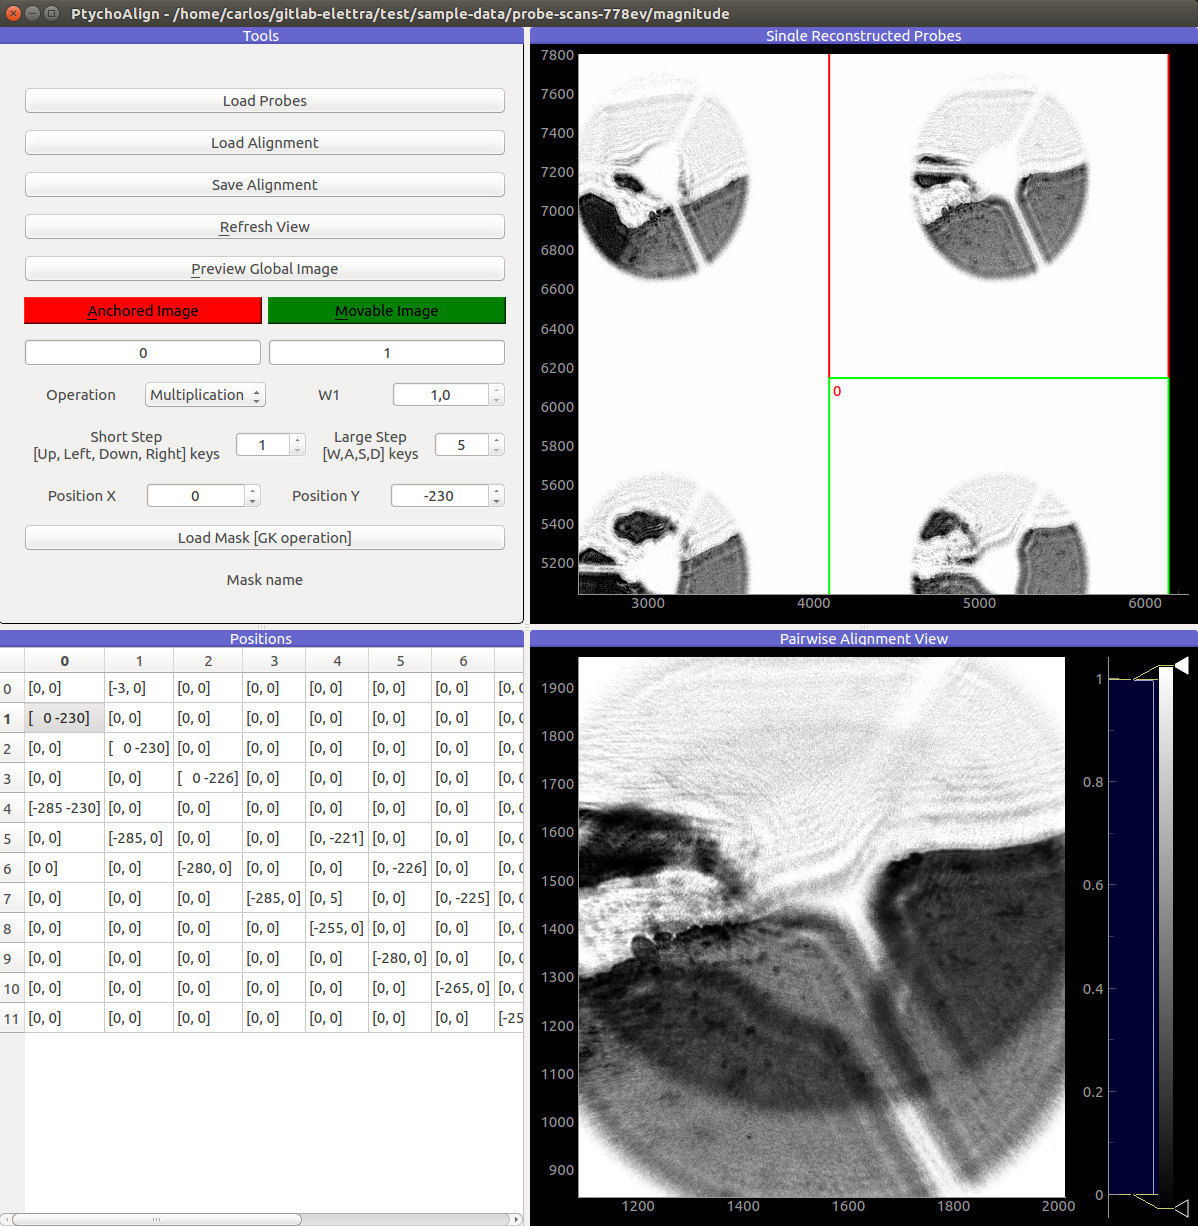 PtychoAlign - /home/carlos/gitlab-elettra/test/sample-data/probe-scans-778ev/magnitude
Tools
Load Probes
Load Alignment
Save Alignment
Refresh View
Preview Global Image
Anchored Image Movable Image
0 1
Operation Multiplication W1 1,0
Short Step
[Up, Left, Down, Right] keys 1
Large Step
[W,A,S,D] keys 5
Position X 0 Position Y -230
Load Mask [GK operation]
Mask name
Single Reconstructed Probes
7800
7600
7400
7200
7000
6800
6600
6400
6200
6000
5800
5600
5400
5200
0
3000 4000 5000 6000
Positions
0 1 2 3 4 5 6
0 [0, 0] [-3, 0] [0, 0] [0, 0] [0, 0] [0, 0] [0, 0] [0, 
1 [ 0 -230] [0, 0] [0, 0] [0, 0] [0, 0] [0, 0] [0, 0] [0, 
2 [0, 0] [ 0 -230] [0, 0] [0, 0] [0, 0] [0, 0] [0, 0] [0, 
3 [0, 0] [0, 0] [ 0 -226] [0, 0] [0, 0] [0, 0] [0, 0] [0, 
4 [-285 -230] [0, 0] [0, 0] [0, 0] [0, 0] [0, 0] [0, 0] [0, 
5 [0, 0] [-285, 0] [0, 0] [0, 0] [0, -221] [0, 0] [0, 0] [0, 
6 [0 0] [0, 0] [-280, 0] [0, 0] [0, 0] [0, -226] [0, 0] [0, 
7 [0, 0] [0, 0] [0, 0] [-285, 0] [0, 5] [0, 0] [0, -225] [0, 
8 [0, 0] [0, 0] [0, 0] [0, 0] [-255, 0] [0, 0] [0, 0] [0, 
9 [0, 0] [0, 0] [0, 0] [0, 0] [0, 0] [-280, 0] [0, 0] [0, 
10 [0, 0] [0, 0] [0, 0] [0, 0] [0, 0] [0, 0] [-265, 0] [0, 
11 [0, 0] [0, 0] [0, 0] [0, 0] [0, 0] [0, 0] [0, 0] [-25
Pairwise Alignment View
1900
1800
1700
1600
1500
1400
1300
1200
1100
1000
900
1200 1400 1600 1800 2000
1
0.8
0.6
0.4
0.2
0